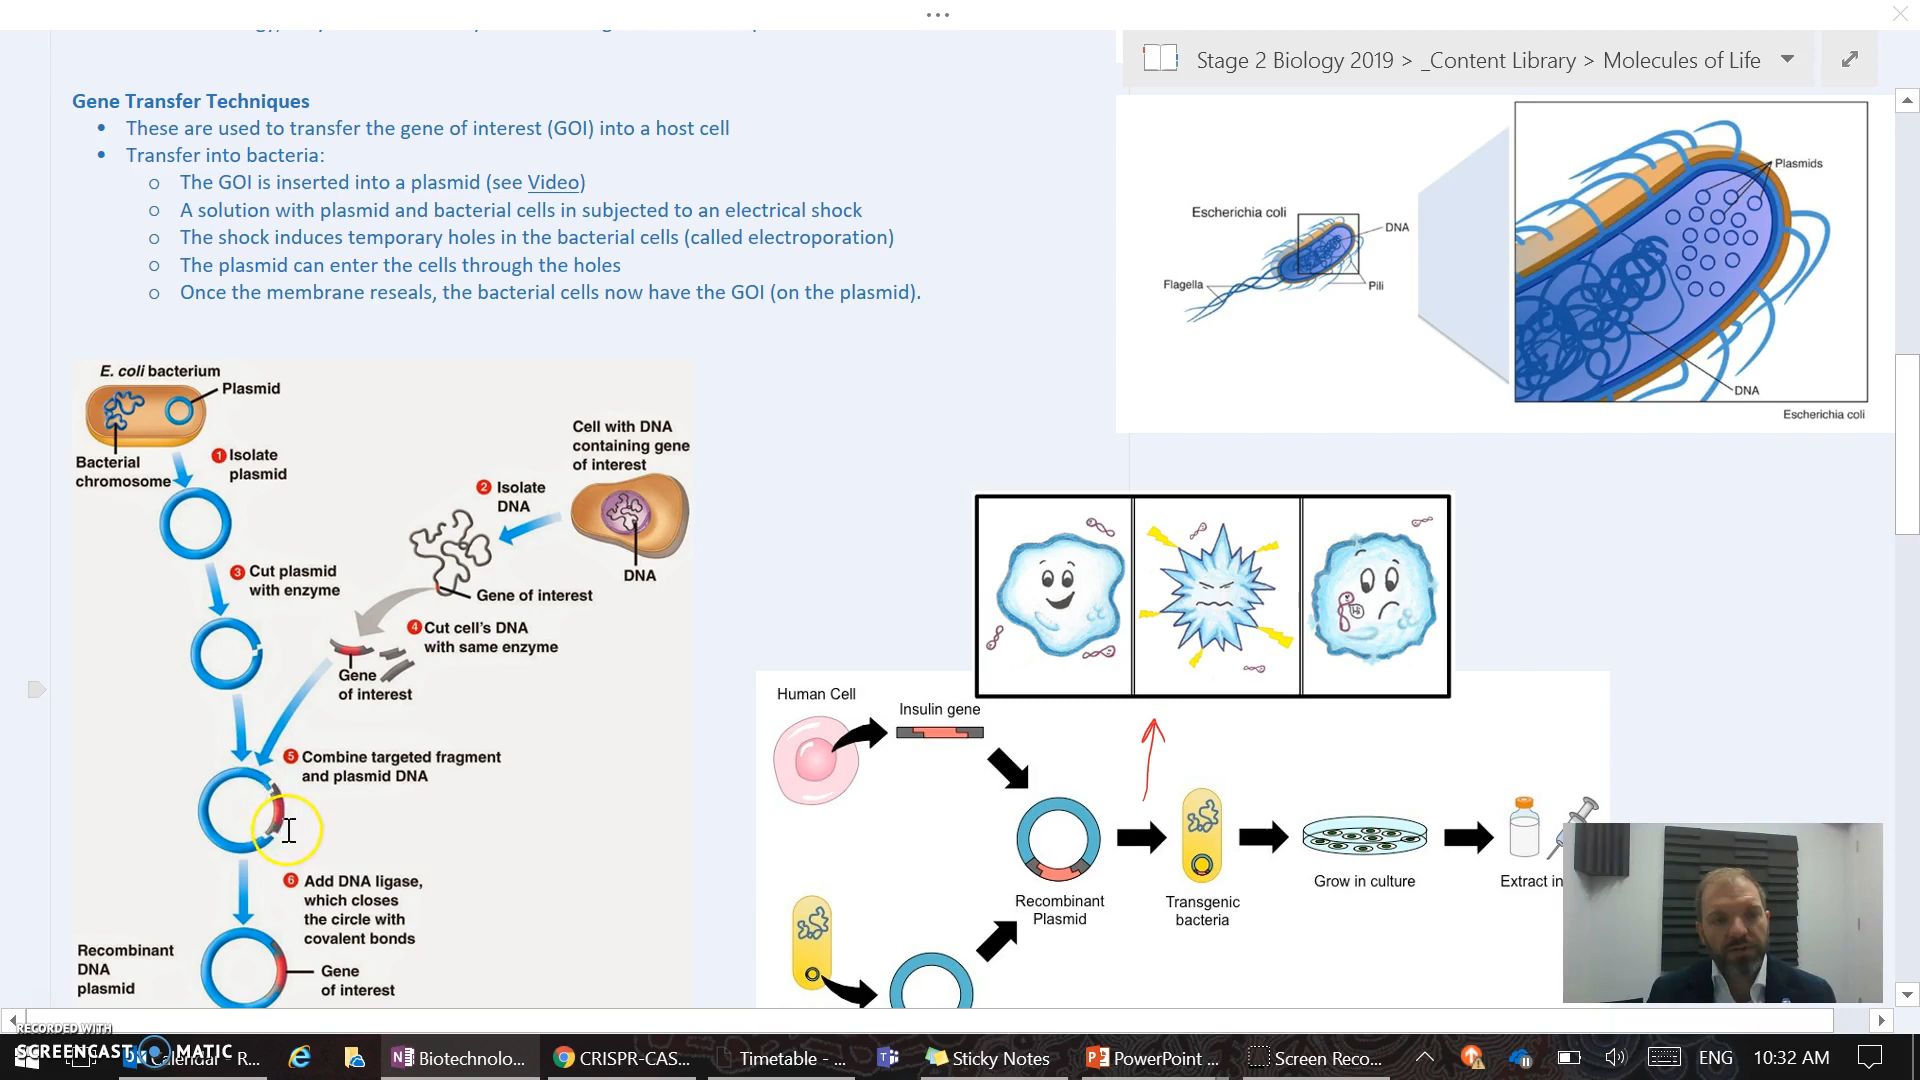 Stage 2 Biology 2019 > _Content Library > Molecules of Life
Gene Transfer Techniques
• These are used to transfer the gene of interest (GOI) into a host cell
• Transfer into bacteria:
o The GOI is inserted into a plasmid (see Video)
o A solution with plasmid and bacterial cells in subjected to an electrical shock
o The shock induces temporary holes in the bacterial cells (called electroporation)
o The plasmid can enter the cells through the holes
o Once the membrane reseals, the bacterial cells now have the GOI (on the plasmid).
Escherichia coli
DNA
Flagella
Pili
Plasmids
DNA
Escherichia coli
E. coli bacterium
Plasmid
Bacterial
chromosome
1 Isolate
plasmid
Cell with DNA
containing gene
of interest
2 Isolate
DNA
DNA
Gene of interest
3 Cut plasmid
with enzyme
4 Cut cell's DNA
with same enzyme
Gene
of interest
5 Combine targeted fragment
and plasmid DNA
6 Add DNA ligase,
which closes
the circle with
covalent bonds
Recombinant
DNA
plasmid
Gene
of interest
Hi
Human Cell
Insulin gene
Recombinant
Plasmid
Transgenic
bacteria
Grow in culture
Extract in
RECORDED WITH
SCREENCAST MATIC
Calendar - R...
Biotechnolo...
CRISPR-CAS...
Timetable - ...
Sticky Notes
PowerPoint ...
Screen Reco...
ENG
10:32 AM